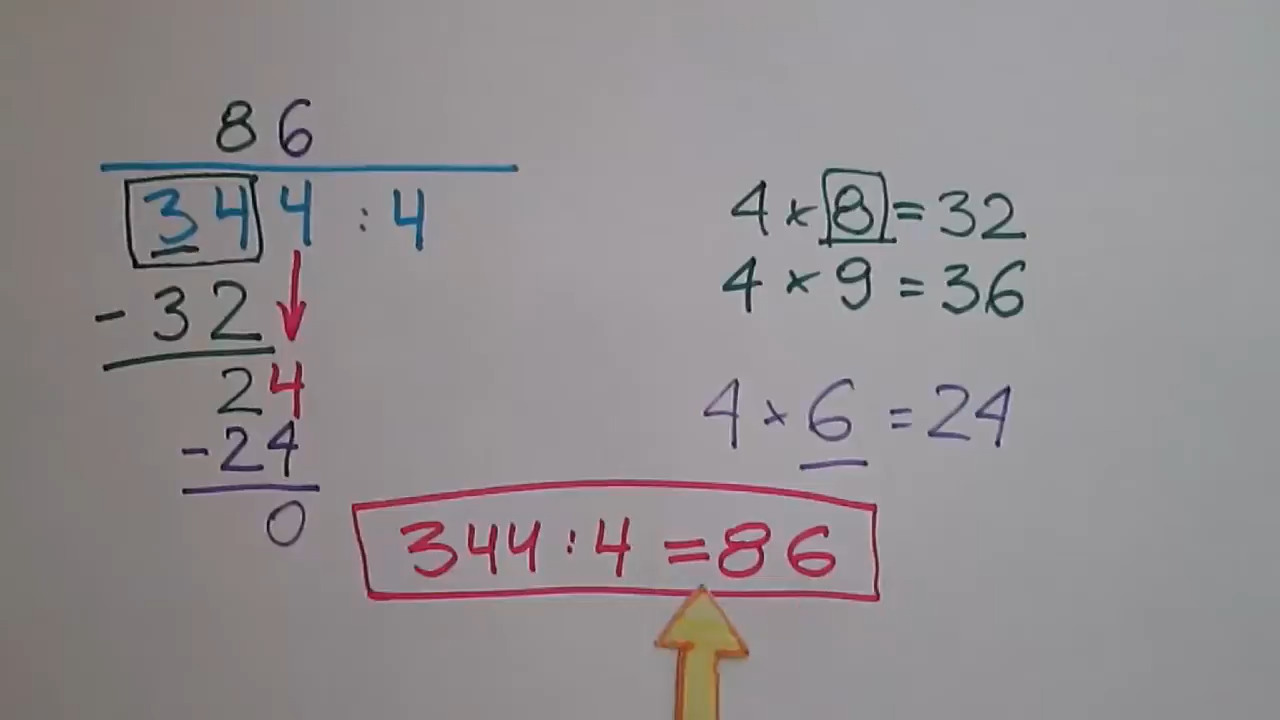 86
344 : 4
- 32
24
- 24
0
4 × 8 = 32
4 × 9 = 36
4 × 6 = 24
344 : 4 = 86